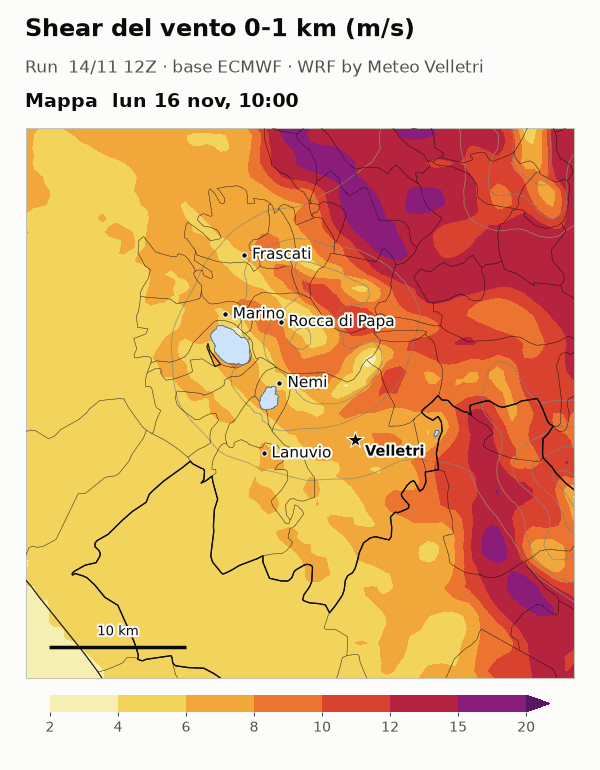 Shear del vento 0-1 km (m/s)
Run 14/11 12Z · base ECMWF · WRF by Meteo Velletri
Mappa lun 16 nov, 10:00
Frascati
Marino
Rocca di Papa
Nemi
Velletri
Lanuvio
10 km
2 4 6 8 10 12 15 20